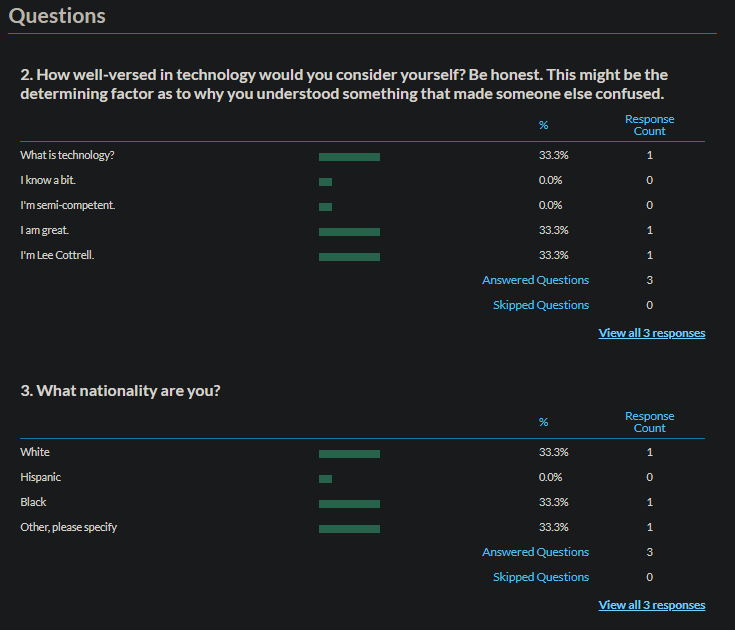 Questions
2. How well-versed in technology would you consider yourself? Be honest. This might be the
determining factor as to why you understood something that made someone else confused.
% Response
Count
What is technology? 33.3% 1
I know a bit. 0.0% 0
I'm semi-competent. 0.0% 0
I am great. 33.3% 1
I'm Lee Cottrell. 33.3% 1
Answered Questions 3
Skipped Questions 0
View all 3 responses
3. What nationality are you?
% Response
Count
White 33.3% 1
Hispanic 0.0% 0
Black 33.3% 1
Other, please specify 33.3% 1
Answered Questions 3
Skipped Questions 0
View all 3 responses